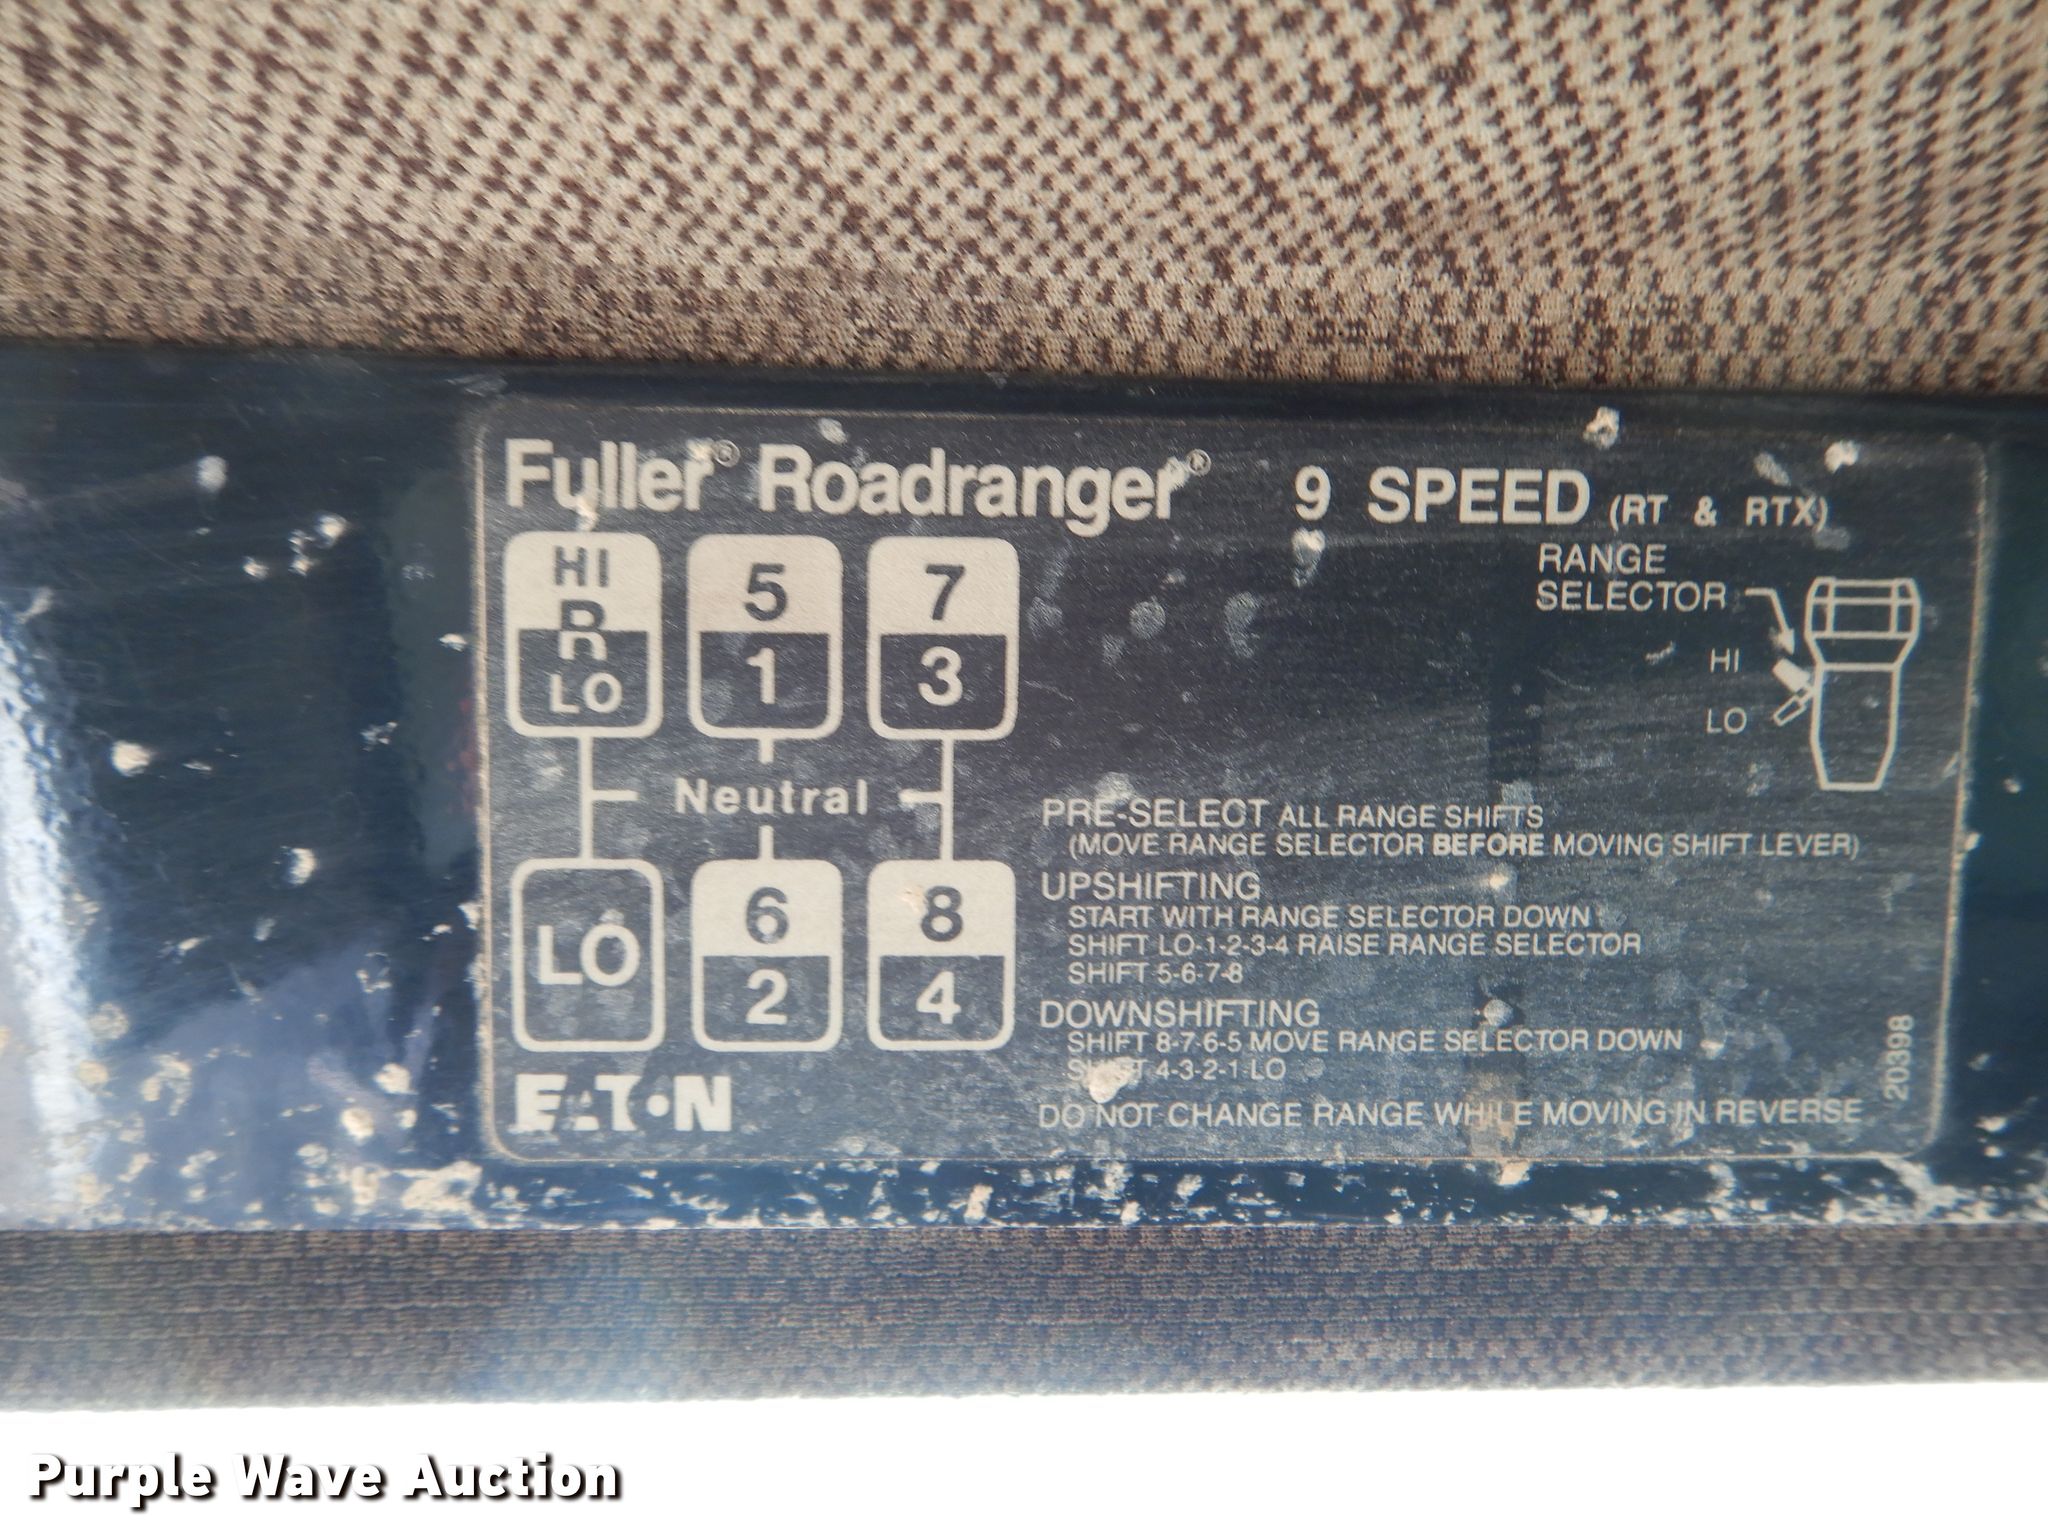 Fuller® Roadranger® 9 SPEED (RT & RTX)
HI
R
LO
5
1
7
3
RANGE
SELECTOR
HI
LO
Neutral
LO
6
2
8
4
PRE-SELECT ALL RANGE SHIFTS
(MOVE RANGE SELECTOR BEFORE MOVING SHIFT LEVER)
UPSHIFTING
START WITH RANGE SELECTOR DOWN
SHIFT LO-1-2-3-4 RAISE RANGE SELECTOR
SHIFT 5-6-7-8
DOWNSHIFTING
SHIFT 8-7-6-5 MOVE RANGE SELECTOR DOWN
SHIFT 4-3-2-1-LO
DO NOT CHANGE RANGE WHILE MOVING IN REVERSE
20398
EATON
Purple Wave Auction